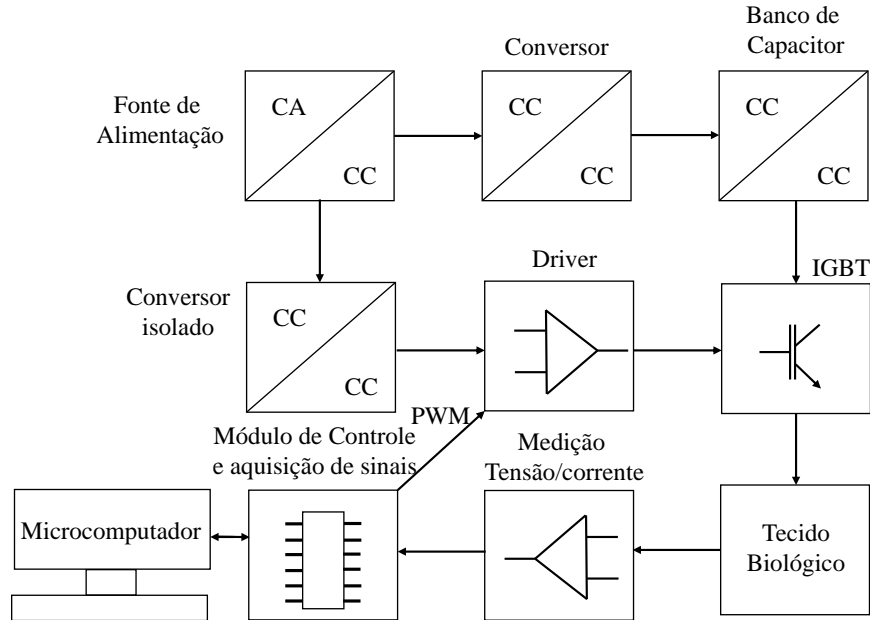 Banco de
Capacitor
Conversor
Fonte de
Alimentação
CA
CC
CC
CC
CC
CC
Driver
IGBT
Conversor
isolado
CC
CC
PWM
Módulo de Controle
e aquisição de sinais
Medição
Tensão/corrente
Microcomputador
Tecido
Biológico